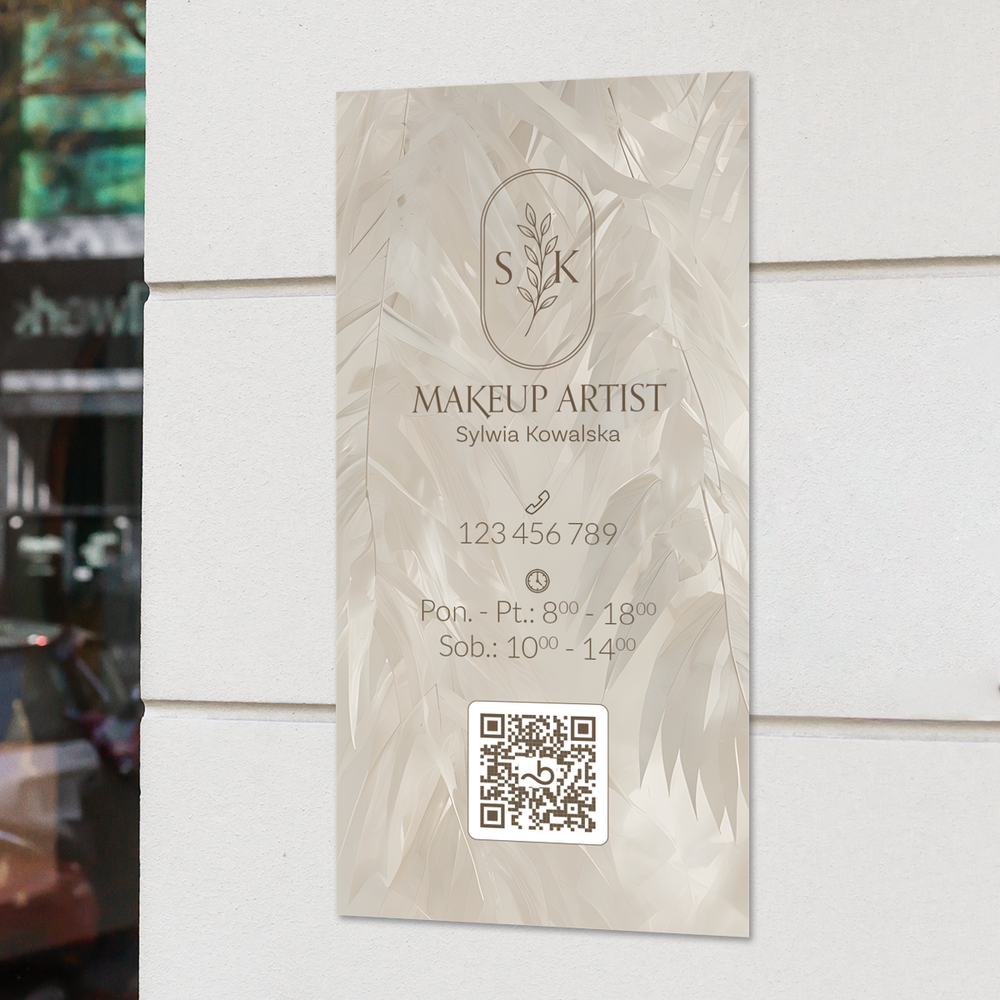 S K
MAKEUP ARTIST
Sylwia Kowalska
123 456 789
Pon. - Pt.: 8⁰⁰ - 18⁰⁰
Sob.: 10⁰⁰ - 14⁰⁰